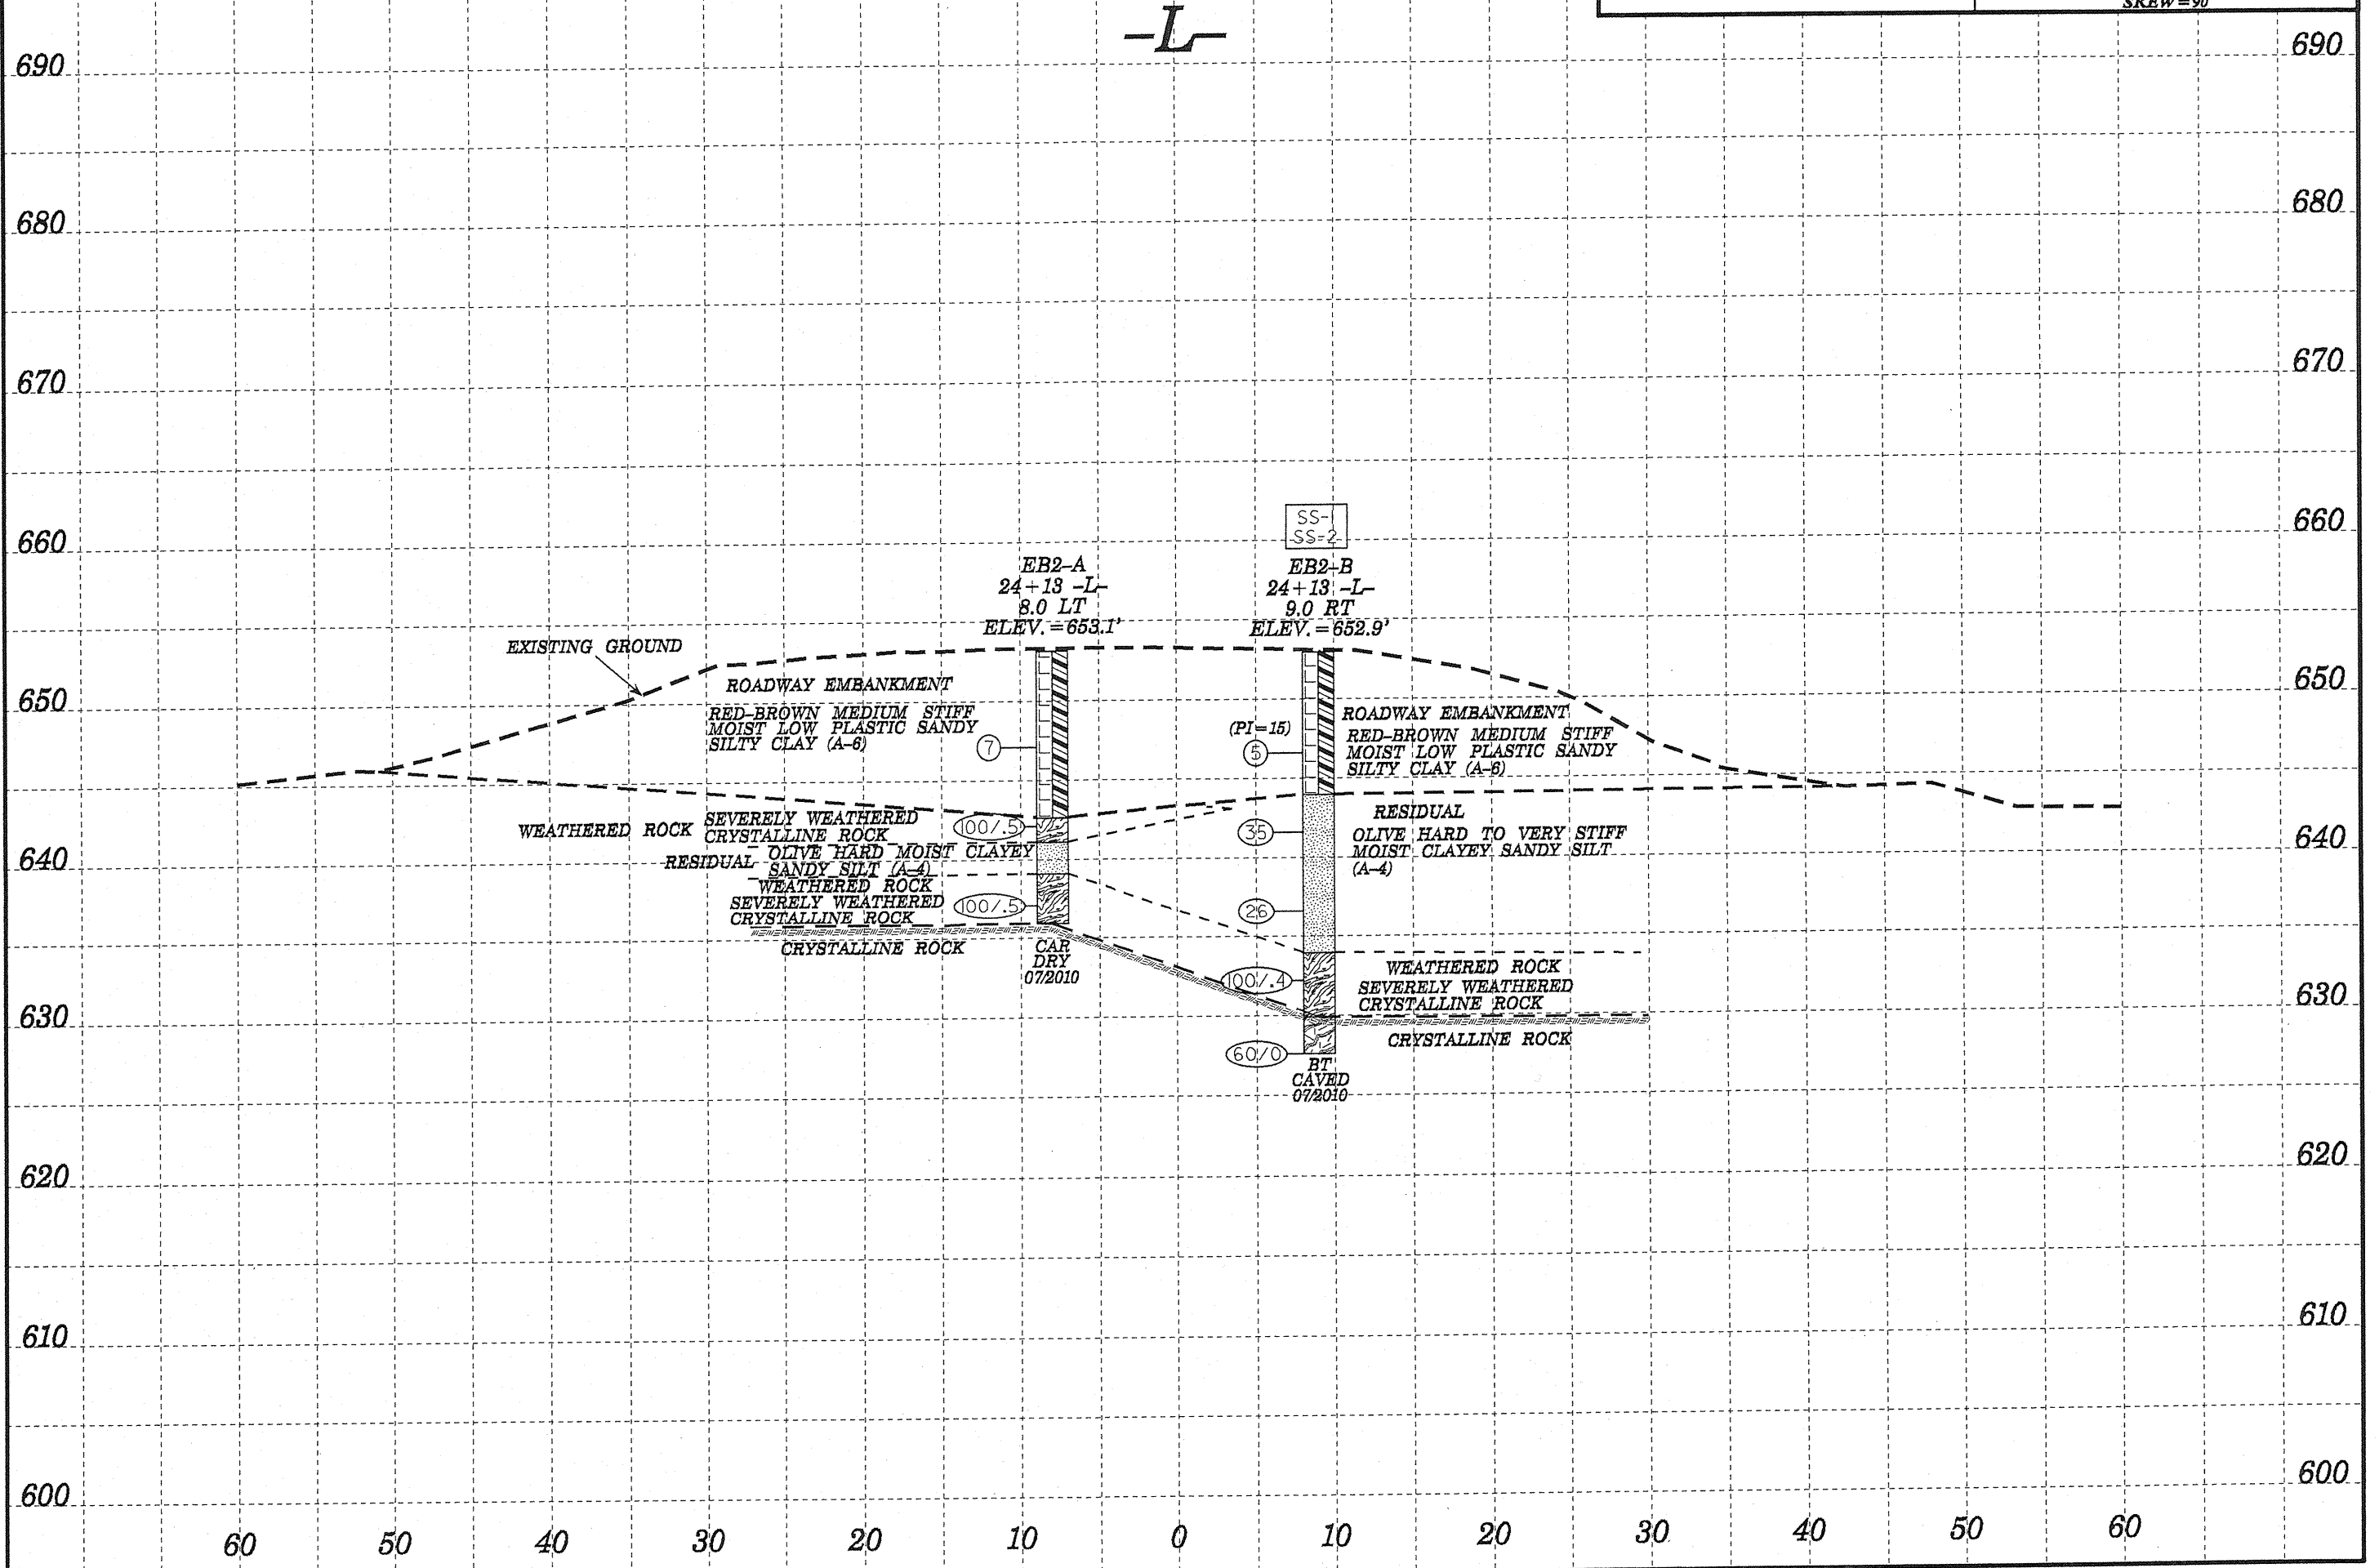 SKEW=90
-L-
690 690
680 680
670 670
660 660
650 650
640 640
630 630
620 620
610 610
600 600
SS-1
SS-2
EB2-A
24+13 -L-
8.0 LT
ELEV.=653.1'
EB2-B
24+13 -L-
9.0 RT
ELEV.=652.9'
EXISTING GROUND
ROADWAY EMBANKMENT
RED-BROWN MEDIUM STIFF
MOIST LOW PLASTIC SANDY
SILTY CLAY (A-6)
7
(PI=15)
5
ROADWAY EMBANKMENT
RED-BROWN MEDIUM STIFF
MOIST LOW PLASTIC SANDY
SILTY CLAY (A-6)
WEATHERED ROCK
SEVERELY WEATHERED
CRYSTALLINE ROCK
100/.5
RESIDUAL
OLIVE HARD MOIST CLAYEY
SANDY SILT (A-4)
WEATHERED ROCK
SEVERELY WEATHERED
CRYSTALLINE ROCK
100/.5
CRYSTALLINE ROCK
CAR
DRY
07/2010
35
RESIDUAL
OLIVE HARD TO VERY STIFF
MOIST CLAYEY SANDY SILT
(A-4)
26
100/.4
WEATHERED ROCK
SEVERELY WEATHERED
CRYSTALLINE ROCK
60/0
CRYSTALLINE ROCK
BT
CAVED
07/2010
60 50 40 30 20 10 0 10 20 30 40 50 60